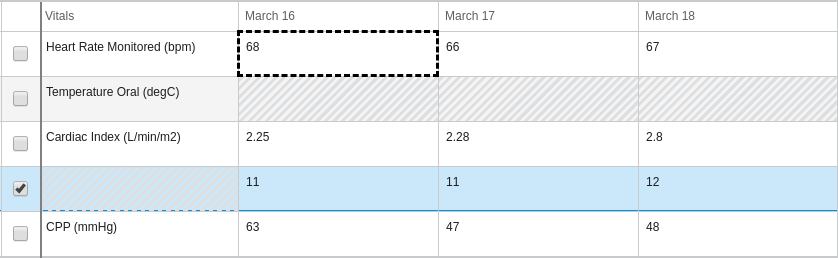 Vitals March 16 March 17 March 18
Heart Rate Monitored (bpm) 68 66 67
Temperature Oral (degC)
Cardiac Index (L/min/m2) 2.25 2.28 2.8
11 11 12
CPP (mmHg) 63 47 48